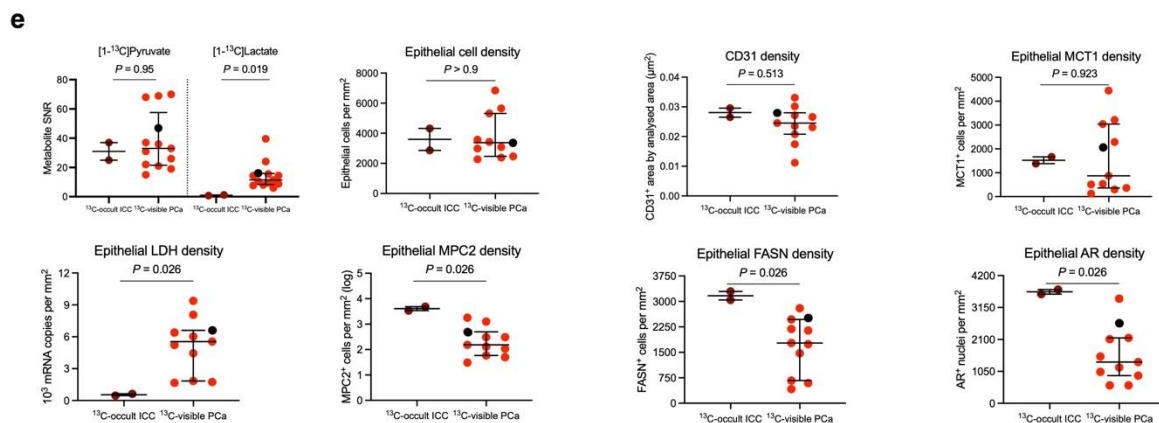 e
[1-¹³C]Pyruvate
[1-¹³C]Lactate
P = 0.95
P = 0.019
Metabolite SNR
80
60
40
20
0
¹³C-occult ICC ¹³C-visible PCa
¹³C-occult ICC ¹³C-visible PCa
Epithelial cell density
P > 0.9
Epithelial cells per mm²
8000
6000
4000
2000
0
¹³C-occult ICC ¹³C-visible PCa
CD31 density
P = 0.513
CD31⁺ area by analysed area (μm²)
0.04
0.03
0.02
0.01
0.00
¹³C-occult ICC ¹³C-visible PCa
Epithelial MCT1 density
P = 0.923
MCT1⁺ cells per mm²
5000
4000
3000
2000
1000
0
¹³C-occult ICC ¹³C-visible PCa
Epithelial LDH density
P = 0.026
10³ mRNA copies per mm²
12
9
6
3
0
¹³C-occult ICC ¹³C-visible PCa
Epithelial MPC2 density
P = 0.026
MPC2⁺ cells per mm² (log)
5
4
3
2
1
0
¹³C-occult ICC ¹³C-visible PCa
Epithelial FASN density
P = 0.026
FASN⁺ cells per mm²
3750
3000
2250
1500
750
0
¹³C-occult ICC ¹³C-visible PCa
Epithelial AR density
P = 0.026
AR⁺ nuclei per mm²
4200
3150
2100
1050
0
¹³C-occult ICC ¹³C-visible PCa